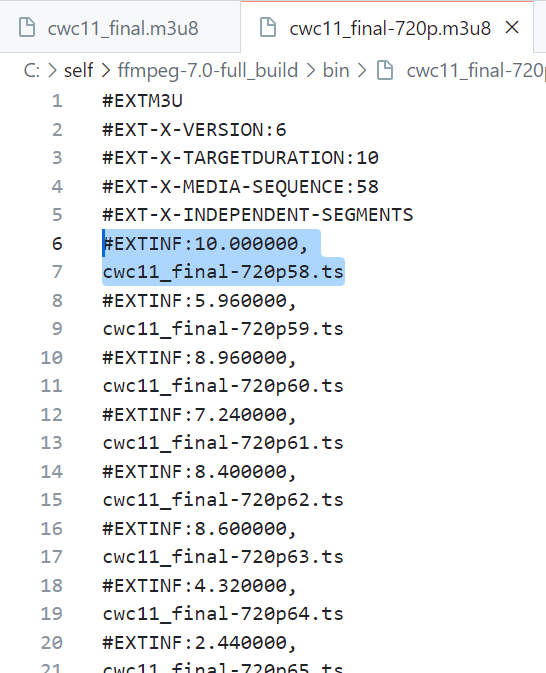 cwc11_final.m3u8
cwc11_final-720p.m3u8
C: > self > ffmpeg-7.0-full_build > bin > cwc11_final-720
1 #EXTM3U
2 #EXT-X-VERSION:6
3 #EXT-X-TARGETDURATION:10
4 #EXT-X-MEDIA-SEQUENCE:58
5 #EXT-X-INDEPENDENT-SEGMENTS
6 #EXTINF:10.000000,
7 cwc11_final-720p58.ts
8 #EXTINF:5.960000,
9 cwc11_final-720p59.ts
10 #EXTINF:8.960000,
11 cwc11_final-720p60.ts
12 #EXTINF:7.240000,
13 cwc11_final-720p61.ts
14 #EXTINF:8.400000,
15 cwc11_final-720p62.ts
16 #EXTINF:8.600000,
17 cwc11_final-720p63.ts
18 #EXTINF:4.320000,
19 cwc11_final-720p64.ts
20 #EXTINF:2.440000,
21 cwc11_final-720p65.ts